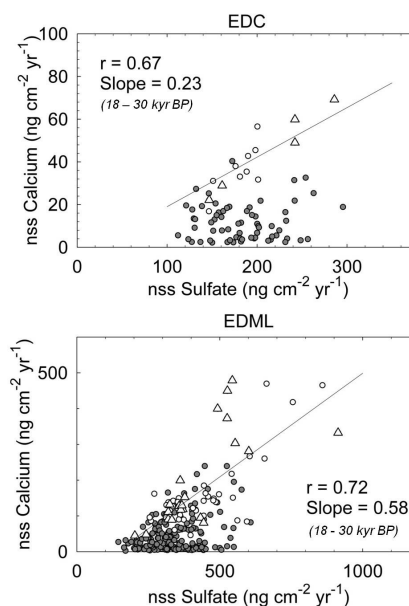 EDC
r = 0.67
Slope = 0.23
(18 – 30 kyr BP)
100
80
60
40
20
0
nss Calcium (ng cm⁻² yr⁻¹)
0 100 200 300
nss Sulfate (ng cm⁻² yr⁻¹)
EDML
500
0
nss Calcium (ng cm⁻² yr⁻¹)
r = 0.72
Slope = 0.58
(18 - 30 kyr BP)
0 500 1000
nss Sulfate (ng cm⁻² yr⁻¹)